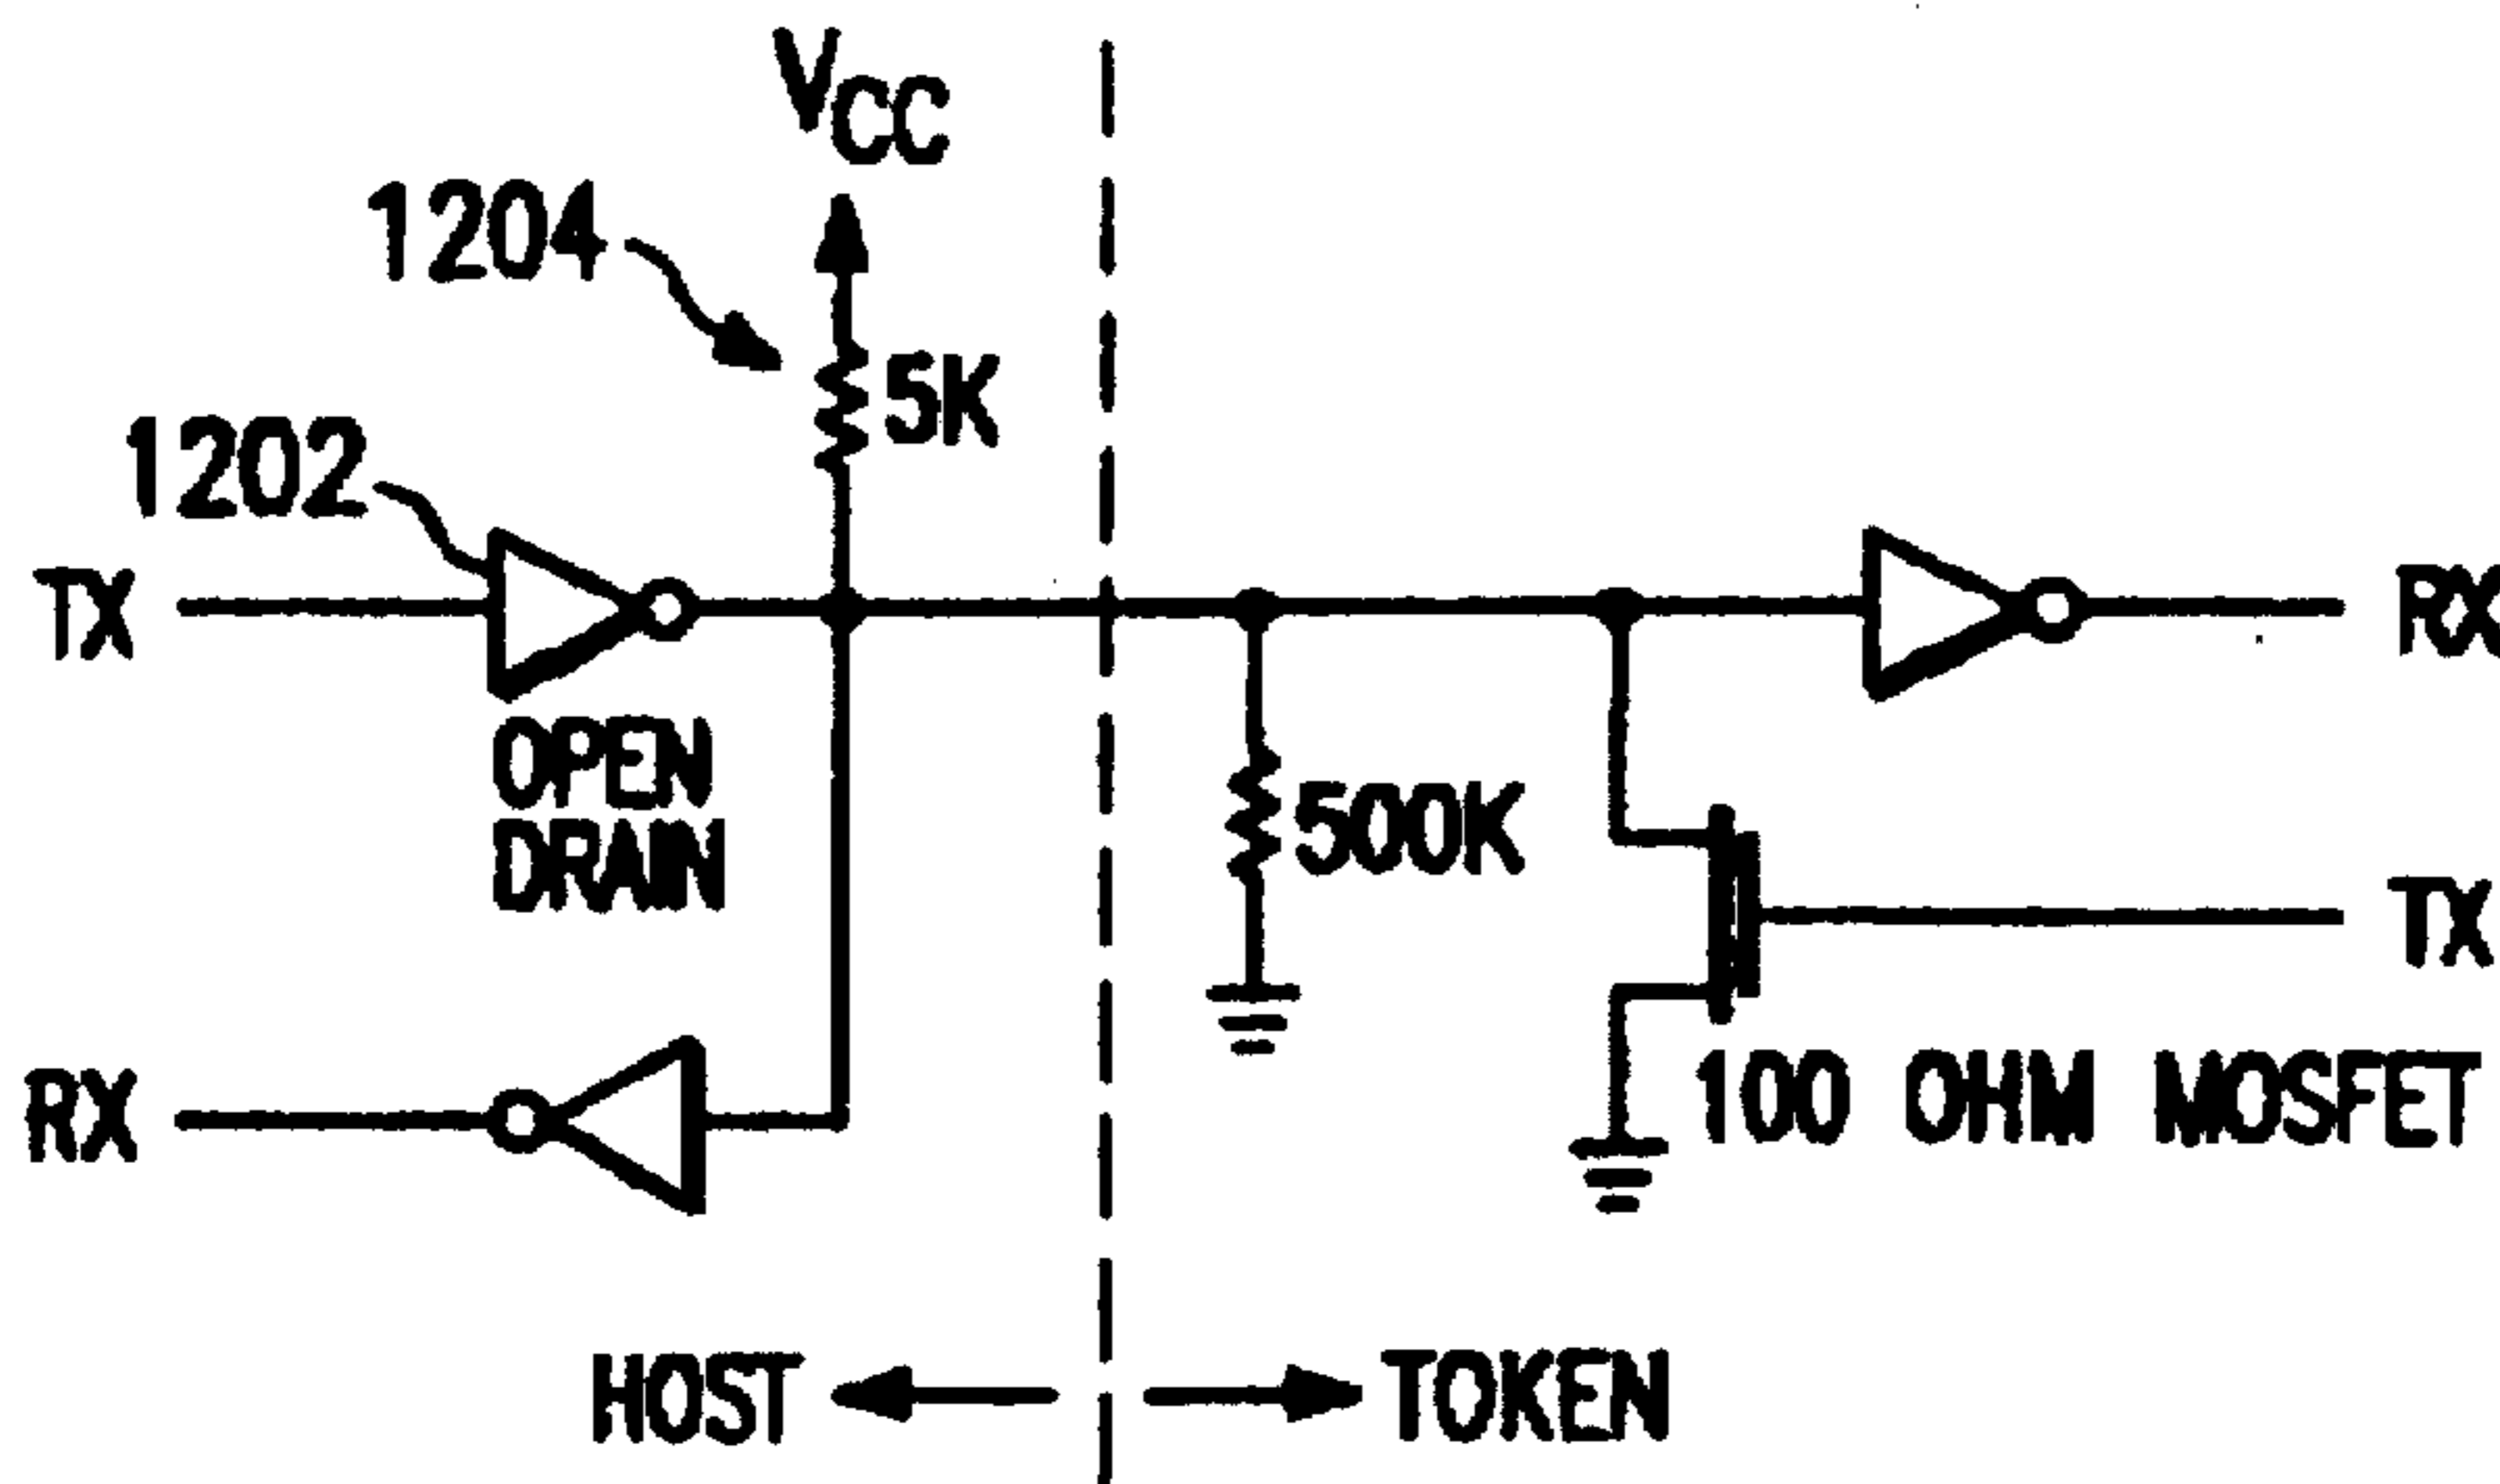 VCC
1204
5K
1202
TX
RX
OPEN
DRAIN
500K
TX
RX
100 OHM MOSFET
HOST
TOKEN